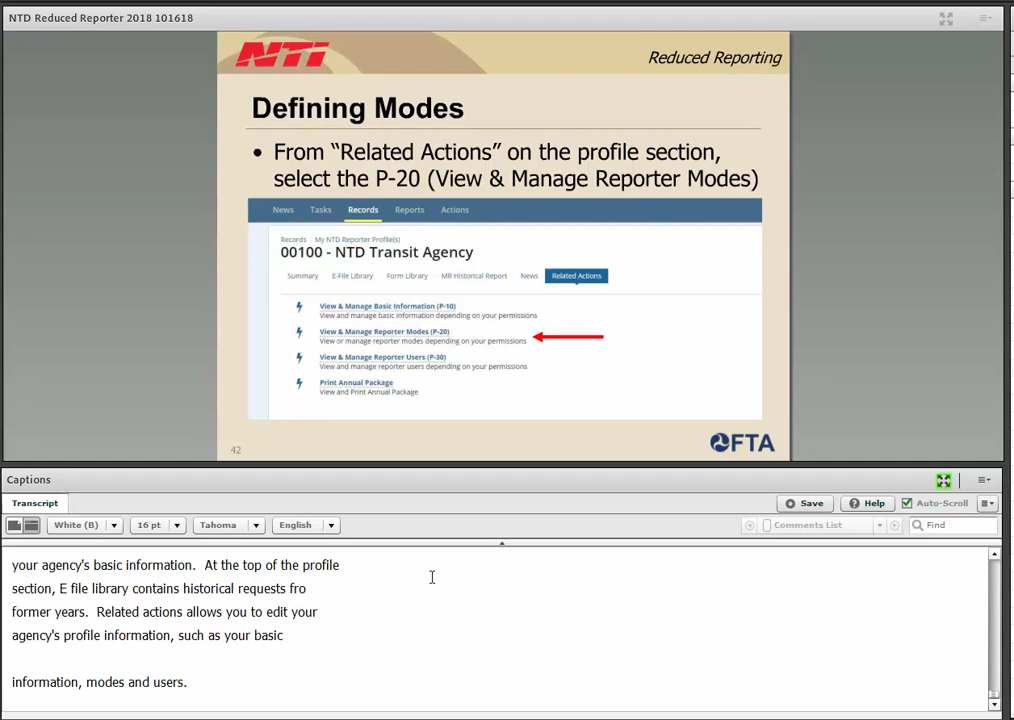 NTD Reduced Reporter 2018 101618
NTI
Reduced Reporting
Defining Modes
• From “Related Actions” on the profile section,
select the P-20 (View & Manage Reporter Modes)
News Tasks Records Reports Actions
Records My NTD Reporter Profile(s)
00100 - NTD Transit Agency
Summary E-File Library Form Library MR Historical Report News Related Actions
View & Manage Basic Information (P-10)
View and manage basic information depending on your permissions
View & Manage Reporter Modes (P-20)
View or manage reporter modes depending on your permissions
View & Manage Reporter Users (P-30)
View and manage reporter users depending on your permissions
Print Annual Package
View and Print Annual Package
42
FTA
Captions
Transcript
Save Help Auto-Scroll
White (B) 16 pt Tahoma English Comments List Find
your agency's basic information. At the top of the profile
section, E file library contains historical requests fro
former years. Related actions allows you to edit your
agency's profile information, such as your basic
information, modes and users.